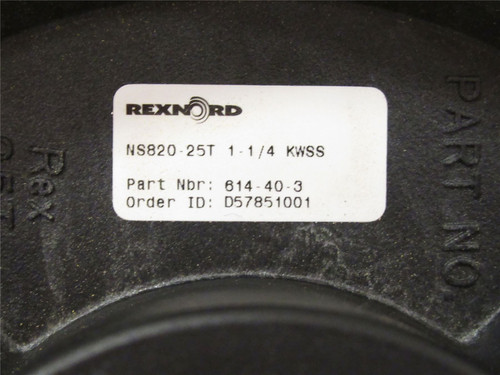 REXNORD
NS820-25T 1-1/4 KWSS
Part Nbr: 614-40-3
Order ID: D57851001
PART NO.
Rex